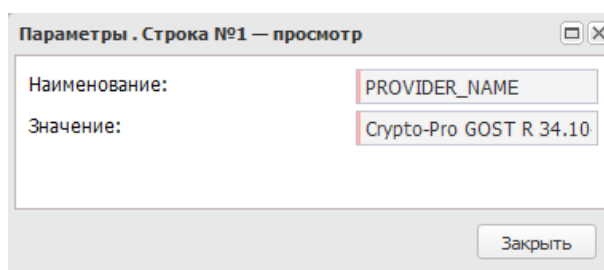 Параметры . Строка №1 — просмотр
Наименование: PROVIDER_NAME
Значение: Crypto-Pro GOST R 34.10-
Закрыть